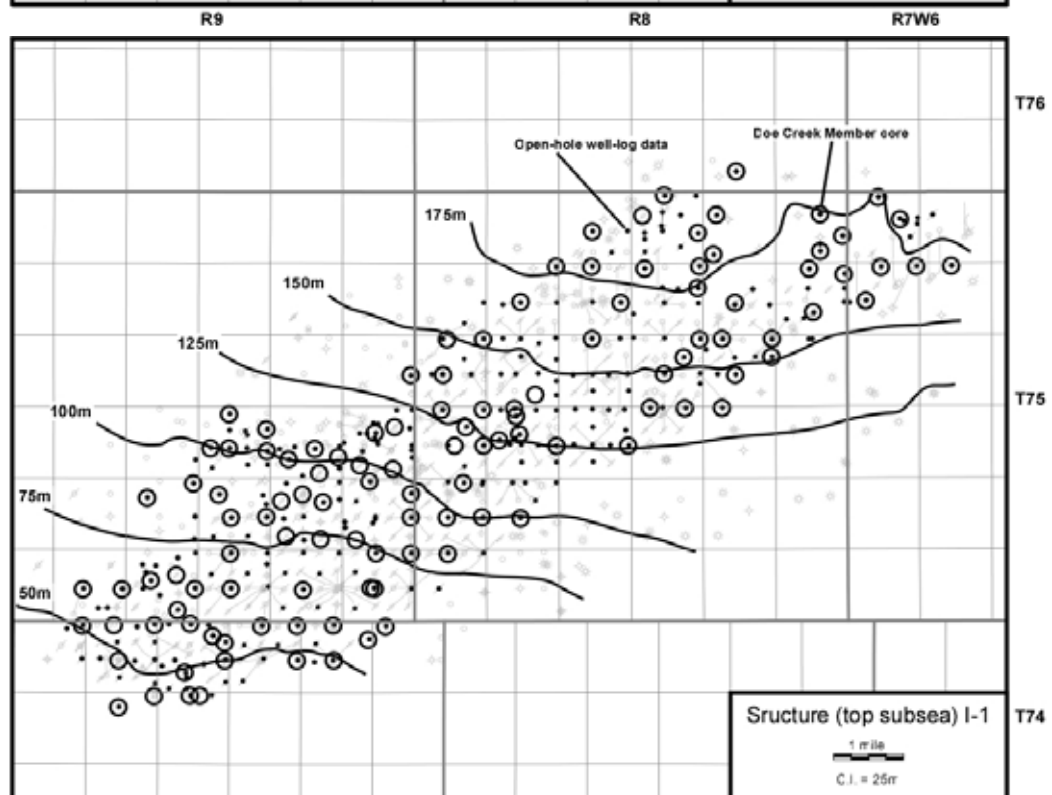 R9 R8 R7W6
T76
Open-hole well-log data
Doe Creek Member core
175m
150m
125m
T75
100m
75m
50m
Sructure (top subsea) I-1
T74
1 mile
C.I. = 25m